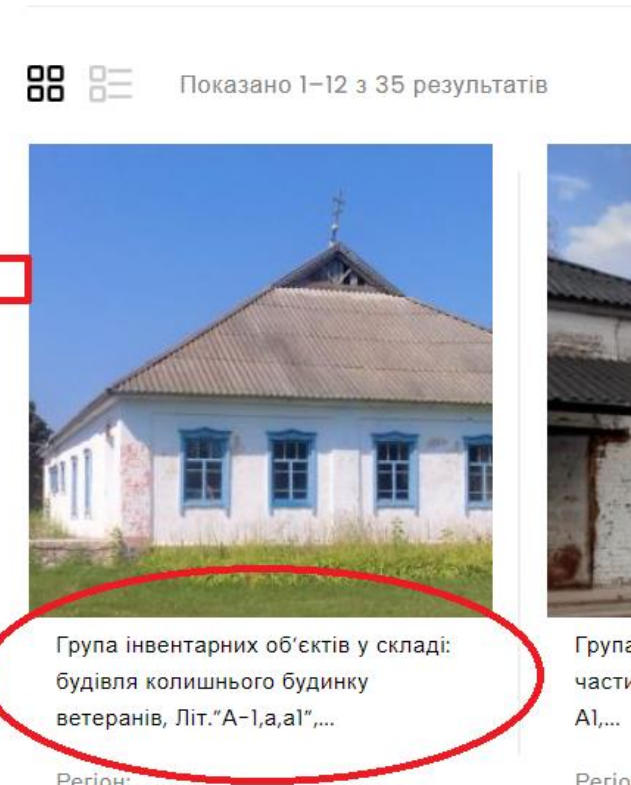 Показано 1–12 з 35 результатів
Група інвентарних об’єктів у складі:
будівля колишнього будинку
ветеранів, Літ."А-1,а,а1",...
Регіон:
Група
части
А1,...
Регіо